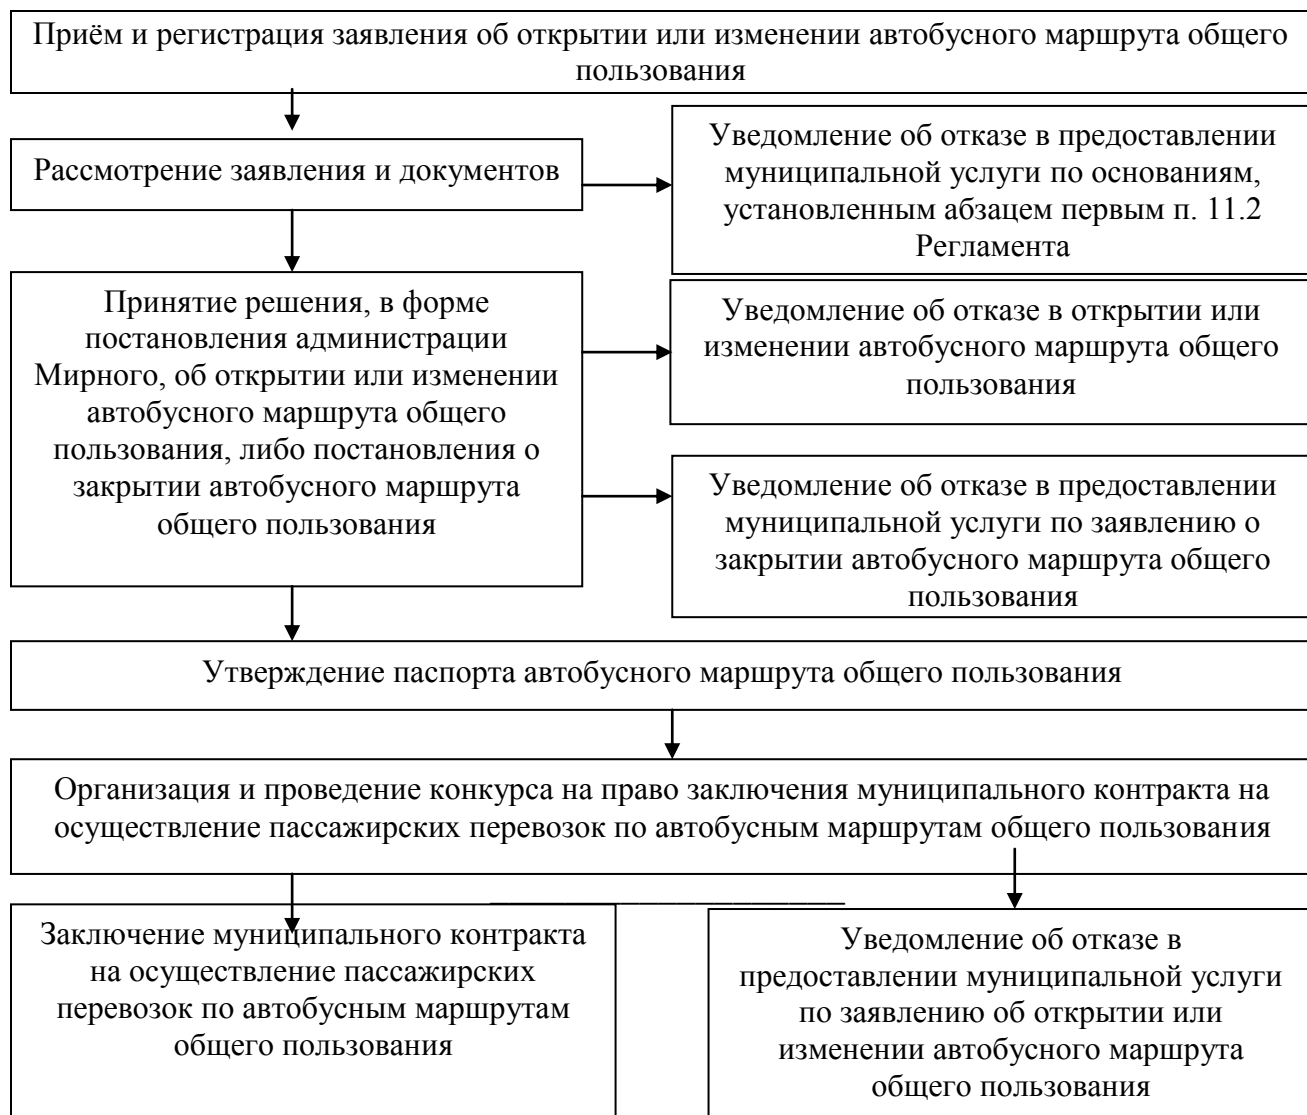 Приём и регистрация заявления об открытии или изменении автобусного маршрута общего
пользования
Рассмотрение заявления и документов
Уведомление об отказе в предоставлении
муниципальной услуги по основаниям,
установленным абзацем первым п. 11.2
Регламента
Принятие решения, в форме
постановления администрации
Мирного, об открытии или изменении
автобусного маршрута общего
пользования, либо постановления о
закрытии автобусного маршрута
общего пользования
Уведомление об отказе в открытии или
изменении автобусного маршрута общего
пользования
Уведомление об отказе в предоставлении
муниципальной услуги по заявлению о
закрытии автобусного маршрута общего
пользования
Утверждение паспорта автобусного маршрута общего пользования
Организация и проведение конкурса на право заключения муниципального контракта на
осуществление пассажирских перевозок по автобусным маршрутам общего пользования
Заключение муниципального контракта
на осуществление пассажирских
перевозок по автобусным маршрутам
общего пользования
Уведомление об отказе в
предоставлении муниципальной услуги
по заявлению об открытии или
изменении автобусного маршрута
общего пользования